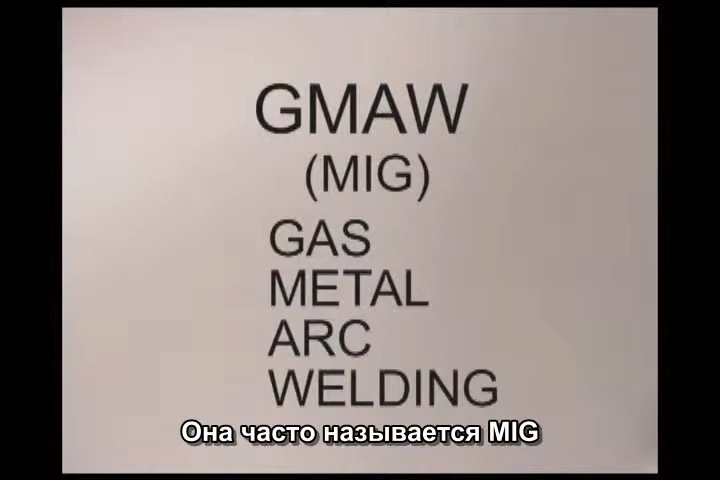 GMAW
(MIG)
GAS
METAL
ARC
WELDING
Она часто называется MIG